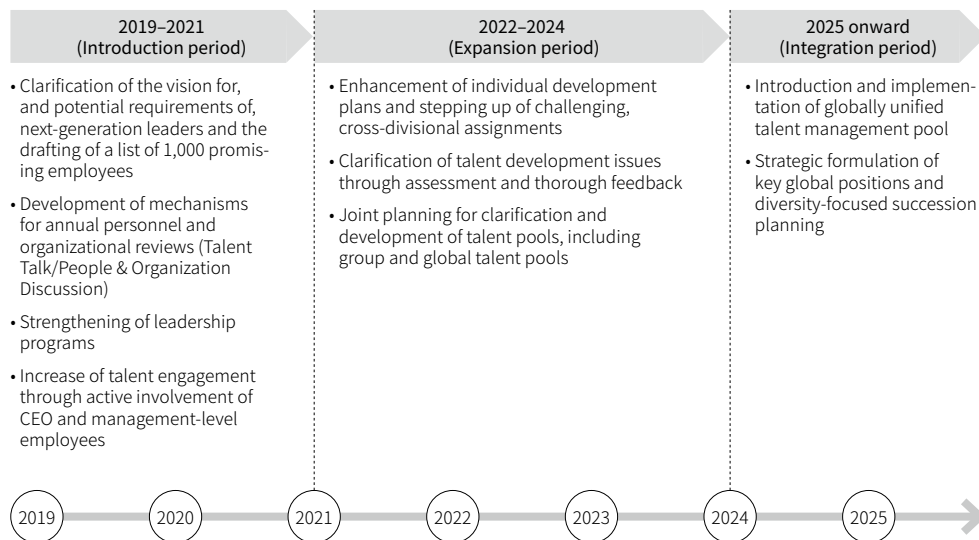 2019–2021
(Introduction period)
• Clarification of the vision for,
and potential requirements of,
next-generation leaders and the
drafting of a list of 1,000 promis-
ing employees
• Development of mechanisms
for annual personnel and
organizational reviews (Talent
Talk/People & Organization
Discussion)
• Strengthening of leadership
programs
• Increase of talent engagement
through active involvement of
CEO and management-level
employees
2022–2024
(Expansion period)
• Enhancement of individual development
plans and stepping up of challenging,
cross-divisional assignments
• Clarification of talent development issues
through assessment and thorough feedback
• Joint planning for clarification and
development of talent pools, including
group and global talent pools
2025 onward
(Integration period)
• Introduction and implemen-
tation of globally unified
talent management pool
• Strategic formulation of
key global positions and
diversity-focused succession
planning
2019
2020
2021
2022
2023
2024
2025